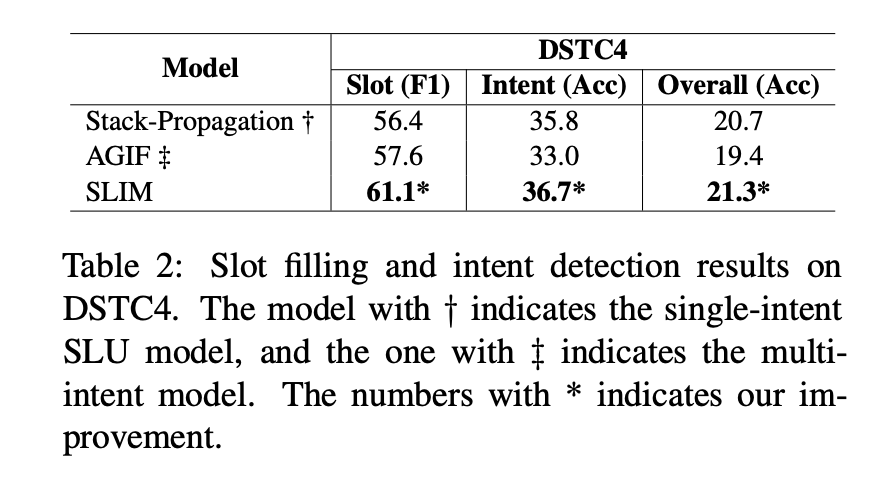 Model DSTC4
Slot (F1) Intent (Acc) Overall (Acc)
Stack-Propagation † 56.4 35.8 20.7
AGIF ‡ 57.6 33.0 19.4
SLIM 61.1* 36.7* 21.3*
Table 2: Slot filling and intent detection results on
DSTC4. The model with † indicates the single-intent
SLU model, and the one with ‡ indicates the multi-
intent model. The numbers with * indicates our im-
provement.